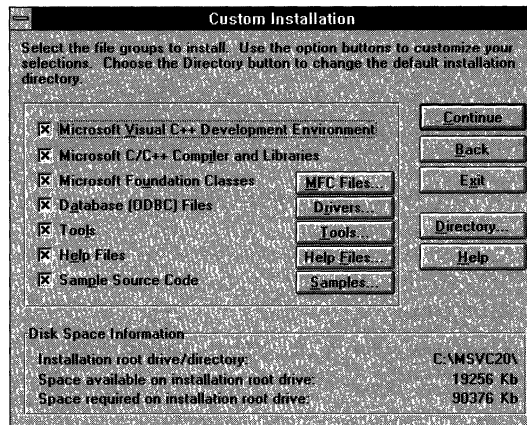 Custom Installation
Select the file groups to install. Use the option buttons to customize your
selections. Choose the Directory button to change the default installation
directory.
Microsoft Visual C++ Development Environment
Microsoft C/C++ Compiler and Libraries
Microsoft Foundation Classes
MFC Files...
Database (ODBC) Files
Drivers...
Tools
Tools...
Help Files
Help Files...
Sample Source Code
Samples...
Continue
Back
Exit
Directory...
Help
Disk Space Information
Installation root drive/directory: C:\MSVC20\
Space available on installation root drive: 19256 Kb
Space required on installation root drive: 90376 Kb